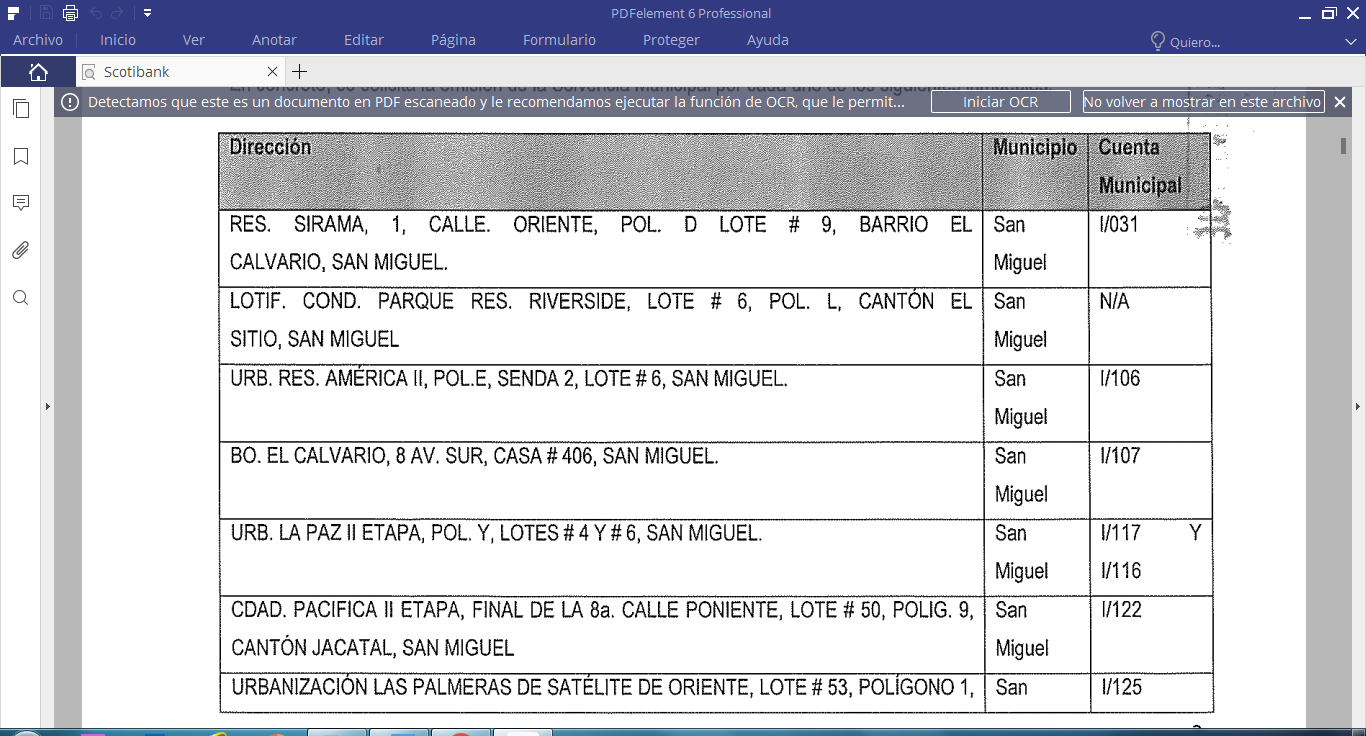 PDFelement 6 Professional
Archivo Inicio Ver Anotar Editar Página Formulario Proteger Ayuda Quiero...
Scotibank
Detectamos que este es un documento en PDF escaneado y le recomendamos ejecutar la función de OCR, que le permit... Iniciar OCR No volver a mostrar en este archivo
Dirección Municipio Cuenta
Municipal
RES. SIRAMA, 1, CALLE. ORIENTE, POL. D LOTE # 9, BARRIO EL San I/031
CALVARIO, SAN MIGUEL. Miguel
LOTIF. COND. PARQUE RES. RIVERSIDE, LOTE # 6, POL. L, CANTÓN EL San N/A
SITIO, SAN MIGUEL Miguel
URB. RES. AMÉRICA II, POL.E, SENDA 2, LOTE # 6, SAN MIGUEL. San I/106
Miguel
BO. EL CALVARIO, 8 AV. SUR, CASA # 406, SAN MIGUEL. San I/107
Miguel
URB. LA PAZ II ETAPA, POL. Y, LOTES # 4 Y # 6, SAN MIGUEL. San I/117 Y
Miguel I/116
CDAD. PACIFICA II ETAPA, FINAL DE LA 8a. CALLE PONIENTE, LOTE # 50, POLIG. 9, San I/122
CANTÓN JACATAL, SAN MIGUEL Miguel
URBANIZACIÓN LAS PALMERAS DE SATÉLITE DE ORIENTE, LOTE # 53, POLÍGONO 1, San I/125